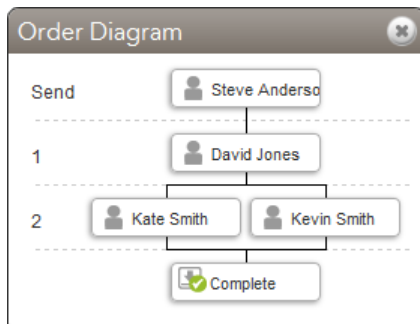 Order Diagram
Send Steve Anderso
1 David Jones
2 Kate Smith Kevin Smith
Complete